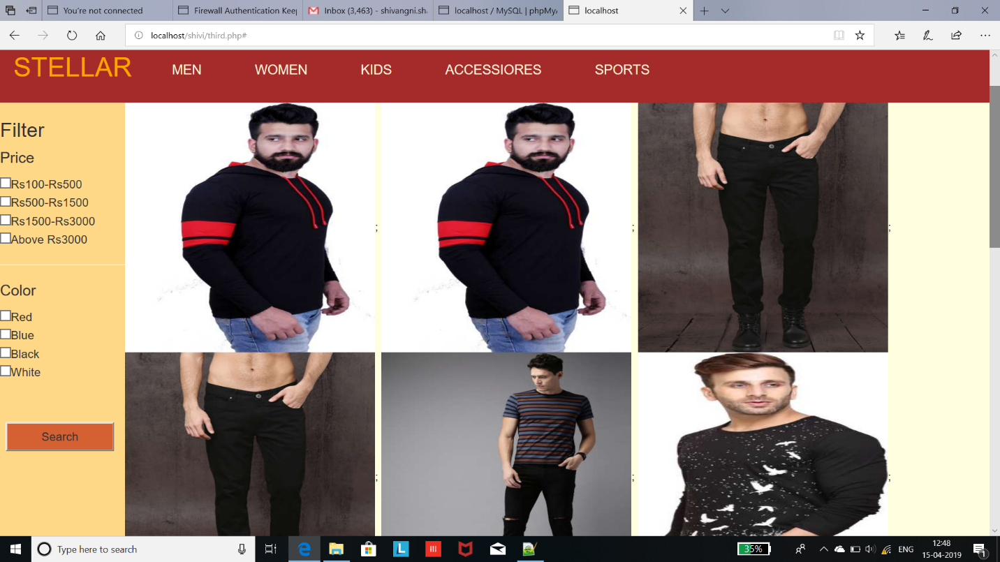 You're not connected
Firewall Authentication Keep
Inbox (3,463) - shivangni.sh
localhost / MySQL | phpMyA
localhost
localhost/shivi/third.php#
STELLAR MEN WOMEN KIDS ACCESSIORES SPORTS
Filter
Price
Rs100-Rs500
Rs500-Rs1500
Rs1500-Rs3000
Above Rs3000
Color
Red
Blue
Black
White
Search
; ; ;
; ; ;
Type here to search
35%
ENG
12:48
15-04-2019
1